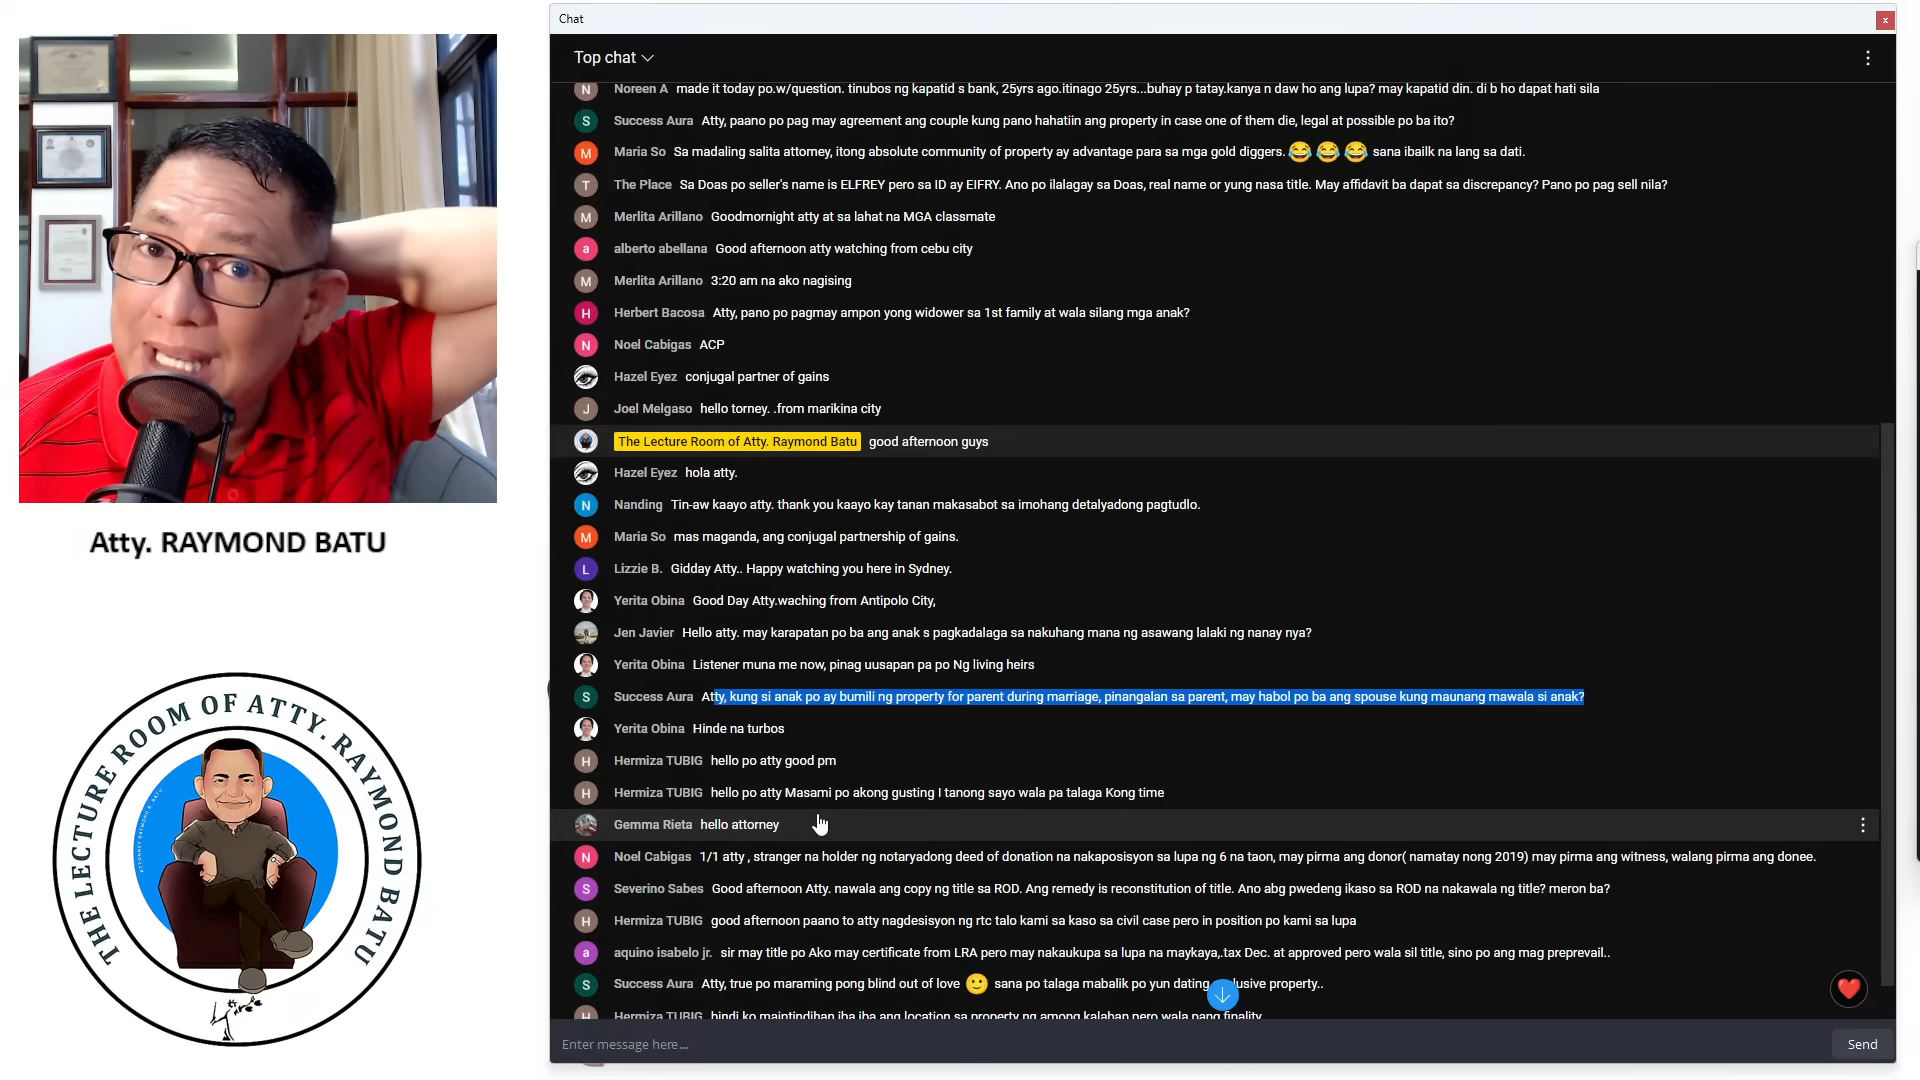 Chat
x
Top chat
N Noreen A made it today po.w/question. tinubos ng kapatid s bank, 25yrs ago.itinago 25yrs...buhay p tatay.kanya n daw ho ang lupa? may kapatid din. di b ho dapat hati sila
S Success Aura Atty, paano po pag may agreement ang couple kung pano hahatiin ang property in case one of them die, legal at possible po ba ito?
M Maria So Sa madaling salita attorney, itong absolute community of property ay advantage para sa mga gold diggers. 😂 😂 😂 sana ibailk na lang sa dati.
T The Place Sa Doas po seller's name is ELFREY pero sa ID ay EIFRY. Ano po ilalagay sa Doas, real name or yung nasa title. May affidavit ba dapat sa discrepancy? Pano po pag sell nila?
M Merlita Arillano Goodmornight atty at sa lahat na MGA classmate
a alberto abellana Good afternoon atty watching from cebu city
M Merlita Arillano 3:20 am na ako nagising
H Herbert Bacosa Atty, pano po pagmay ampon yong widower sa 1st family at wala silang mga anak?
N Noel Cabigas ACP
Hazel Eyez conjugal partner of gains
J Joel Melgaso hello torney. .from marikina city
The Lecture Room of Atty. Raymond Batu good afternoon guys
Hazel Eyez hola atty.
N Nanding Tin-aw kaayo atty. thank you kaayo kay tanan makasabot sa imohang detalyadong pagtudlo.
M Maria So mas maganda, ang conjugal partnership of gains.
L Lizzie B. Gidday Atty.. Happy watching you here in Sydney.
Yerita Obina Good Day Atty.waching from Antipolo City,
Jen Javier Hello atty. may karapatan po ba ang anak s pagkadalaga sa nakuhang mana ng asawang lalaki ng nanay nya?
Yerita Obina Listener muna me now, pinag uusapan pa po Ng living heirs
S Success Aura Atty, kung si anak po ay bumili ng property for parent during marriage, pinangalan sa parent, may habol po ba ang spouse kung maunang mawala si anak?
Yerita Obina Hinde na turbos
H Hermiza TUBIG hello po atty good pm
H Hermiza TUBIG hello po atty Masami po akong gusting I tanong sayo wala pa talaga Kong time
Gemma Rieta hello attorney
N Noel Cabigas 1/1 atty , stranger na holder ng notaryadong deed of donation na nakaposisyon sa lupa ng 6 na taon, may pirma ang donor( namatay nong 2019) may pirma ang witness, walang pirma ang donee.
S Severino Sabes Good afternoon Atty. nawala ang copy ng title sa ROD. Ang remedy is reconstitution of title. Ano abg pwedeng ikaso sa ROD na nakawala ng title? meron ba?
H Hermiza TUBIG good afternoon paano to atty nagdesisyon ng rtc talo kami sa kaso sa civil case pero in position po kami sa lupa
a aquino isabelo jr. sir may title po Ako may certificate from LRA pero may nakaukupa sa lupa na maykaya,.tax Dec. at approved pero wala sil title, sino po ang mag preprevail..
S Success Aura Atty, true po maraming pong blind out of love 🙂 sana po talaga mabalik po yun dating
H Hermiza TUBIG hindi ko maintindihan iba iba ang location sa property ng among kalaban pero wala pang finality
Enter message here...
Send
Atty. RAYMOND BATU
THE LECTURE ROOM OF ATTY. RAYMOND BATU